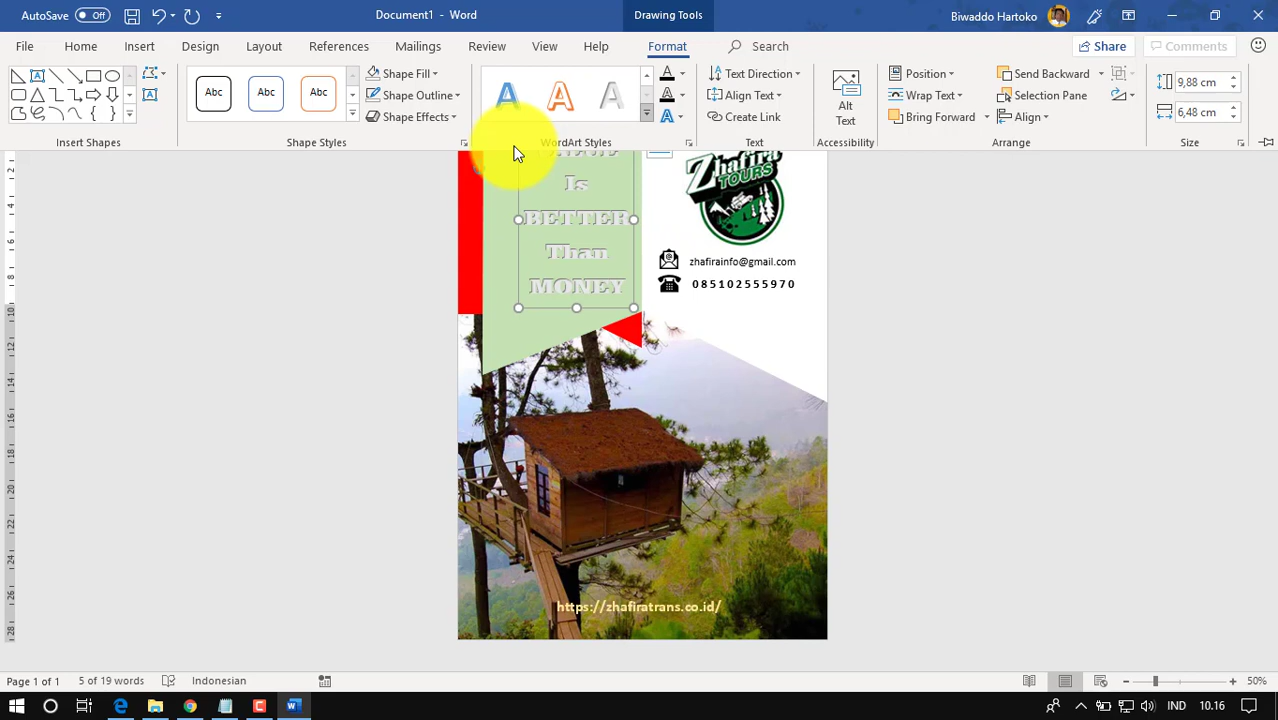 AutoSave Off
Document1 - Word
Drawing Tools
Biwaddo Hartoko
File Home Insert Design Layout References Mailings Review View Help Format Search
Share Comments
Abc Abc Abc
Shape Fill
Shape Outline
Shape Effects
A A A
Text Direction
Align Text
Create Link
Alt
Text
Position
Wrap Text
Bring Forward
Send Backward
Selection Pane
Align
9,88 cm
6,48 cm
Insert Shapes
Shape Styles
WordArt Styles
Text
Accessibility
Arrange
Size
Is
BETTER
Than
MONEY
Zhafira
TOURS
zhafirainfo@gmail.com
085102555970
https://zhafiratrans.co.id/
Page 1 of 1 5 of 19 words Indonesian
50%
IND 10.16